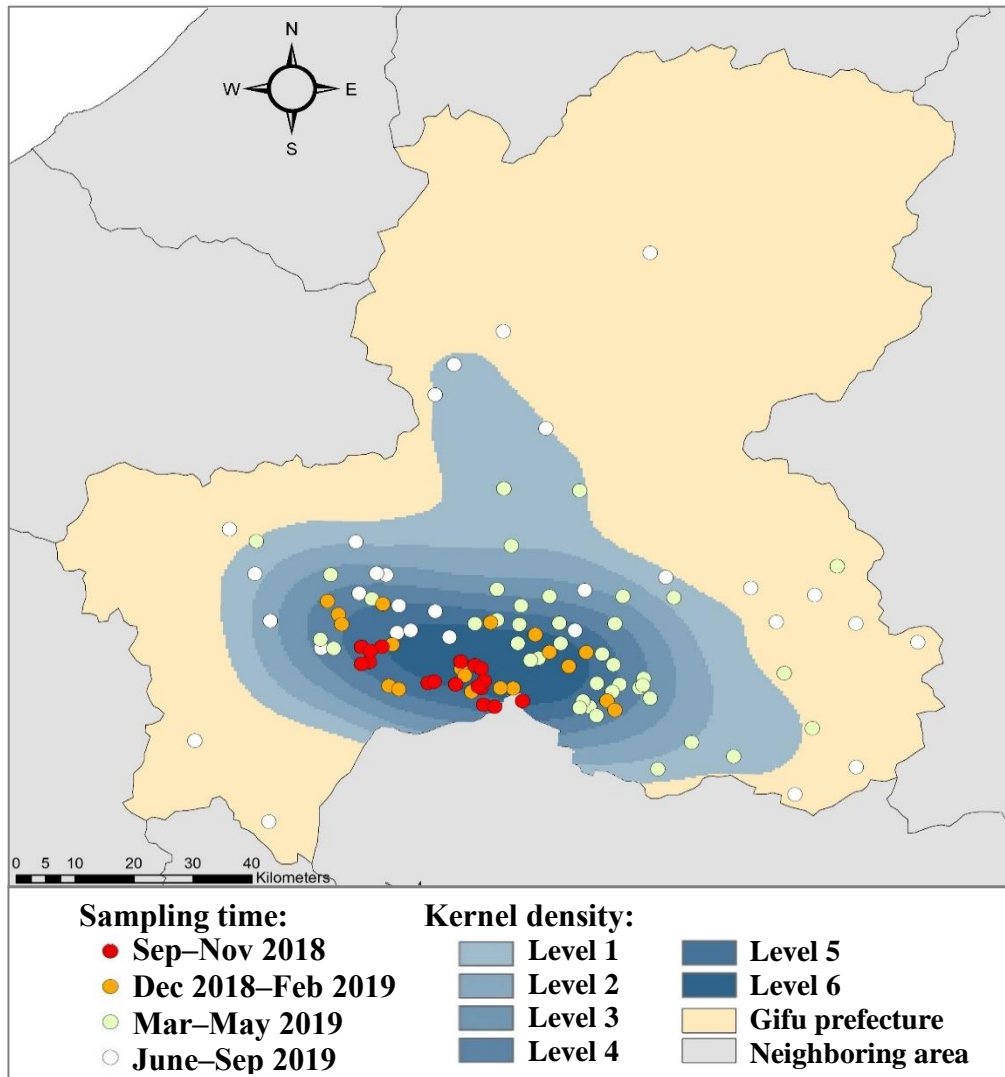 N
W E
S
0 5 10 20 30 40
Kilometers
Sampling time:
Sep–Nov 2018
Dec 2018–Feb 2019
Mar–May 2019
June–Sep 2019
Kernel density:
Level 1
Level 2
Level 3
Level 4
Level 5
Level 6
Gifu prefecture
Neighboring area